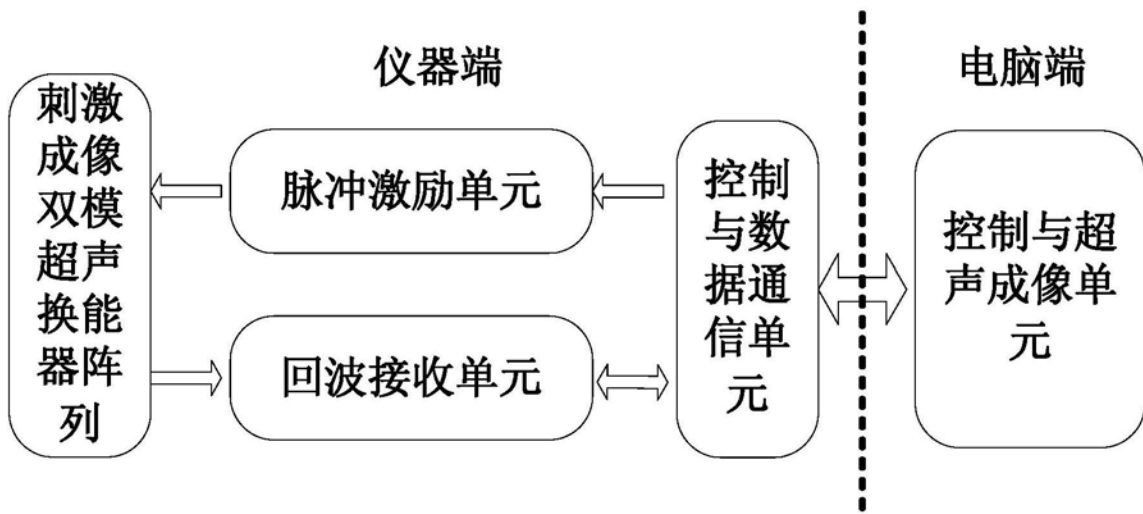 仪器端
电脑端
刺激
成像
双模
超声
换能
器阵
列
脉冲激励单元
回波接收单元
控制
与数
据通
信单
元
控制与超
声成像单
元